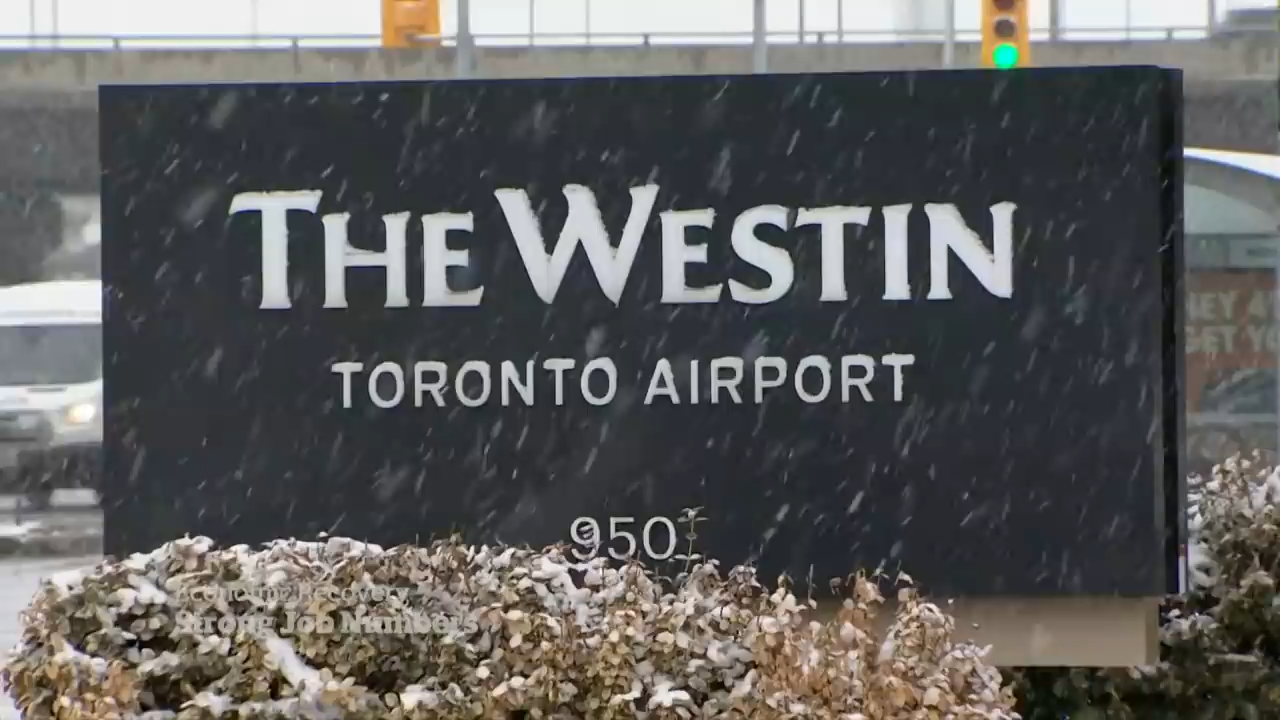 THE WESTIN
TORONTO AIRPORT
950
Economic Recovery
Strong Job Numbers